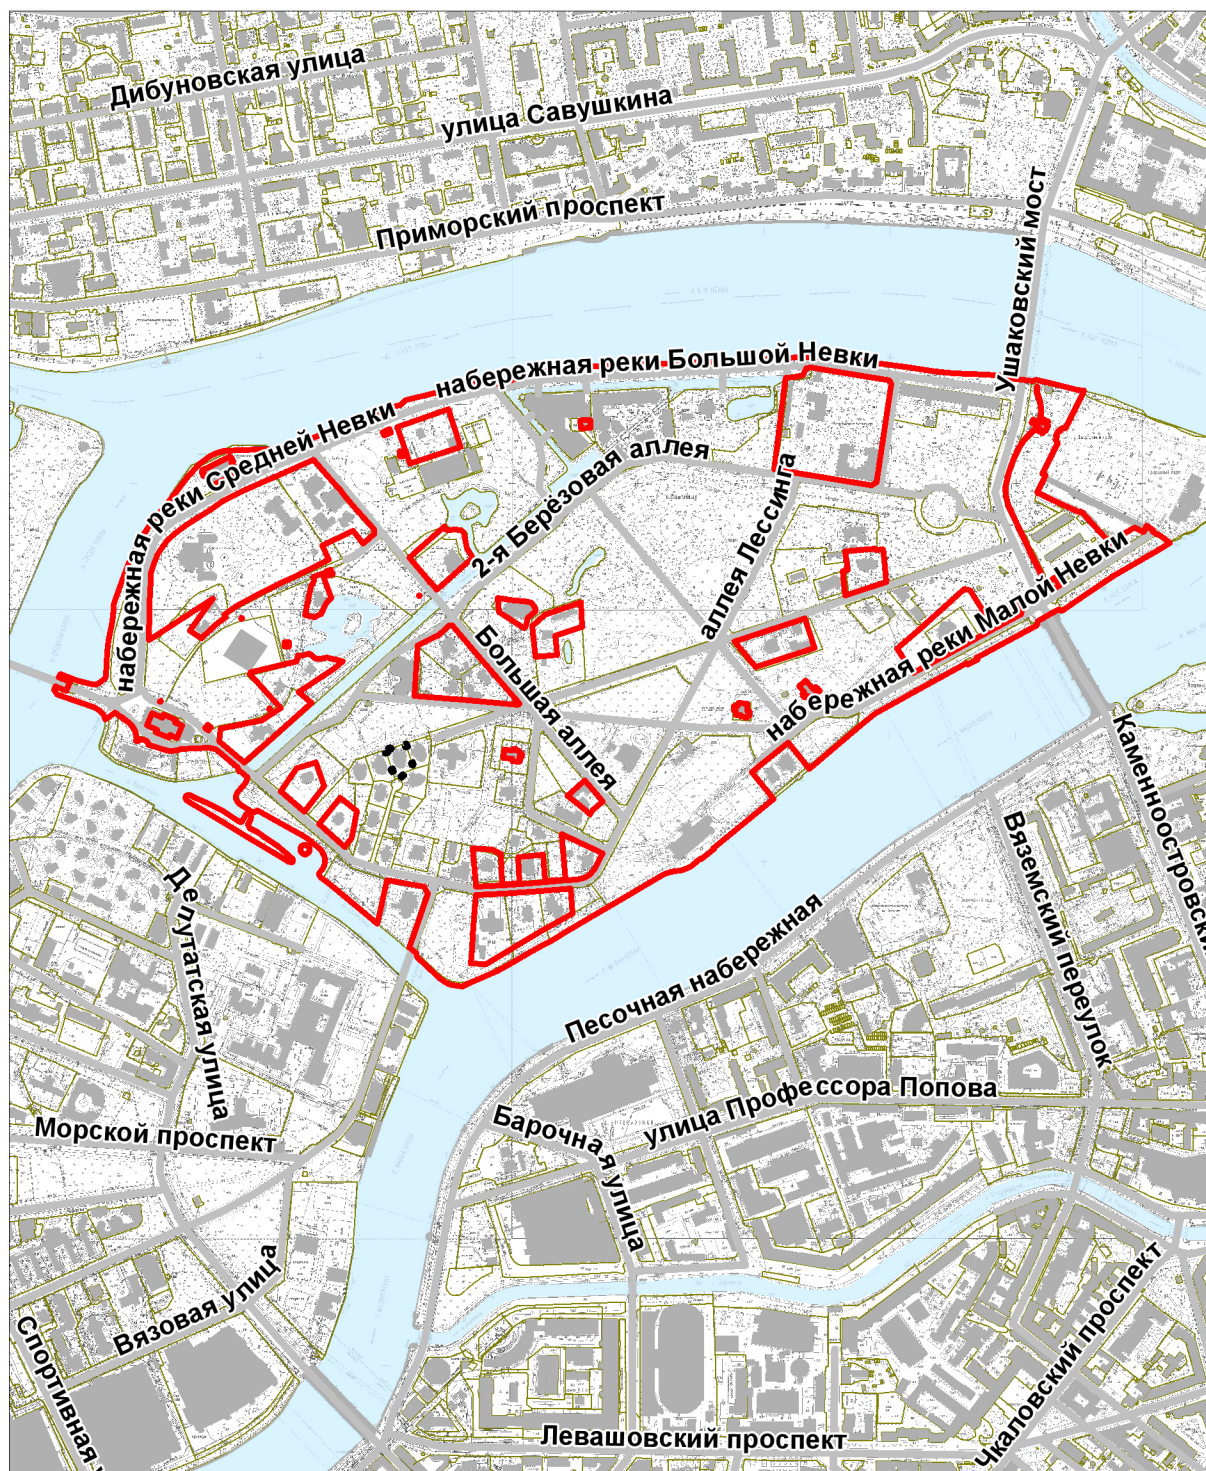 Дибуновская улица
улица Савушкина
Приморский проспект
Ушаковский мост
набережная реки Большой Невки
набережная реки Средней Невки
2-я Берёзовая аллея
аллея Лессинга
Большая аллея
набережная реки Малой Невки
Каменноостровски
Вяземский переулок
Песочная набережная
Депутатская улица
улица Профессора Попова
Барочная улица
Морской проспект
Вязовая улица
Спортивная
Чкаловский проспект
Левашовский проспект